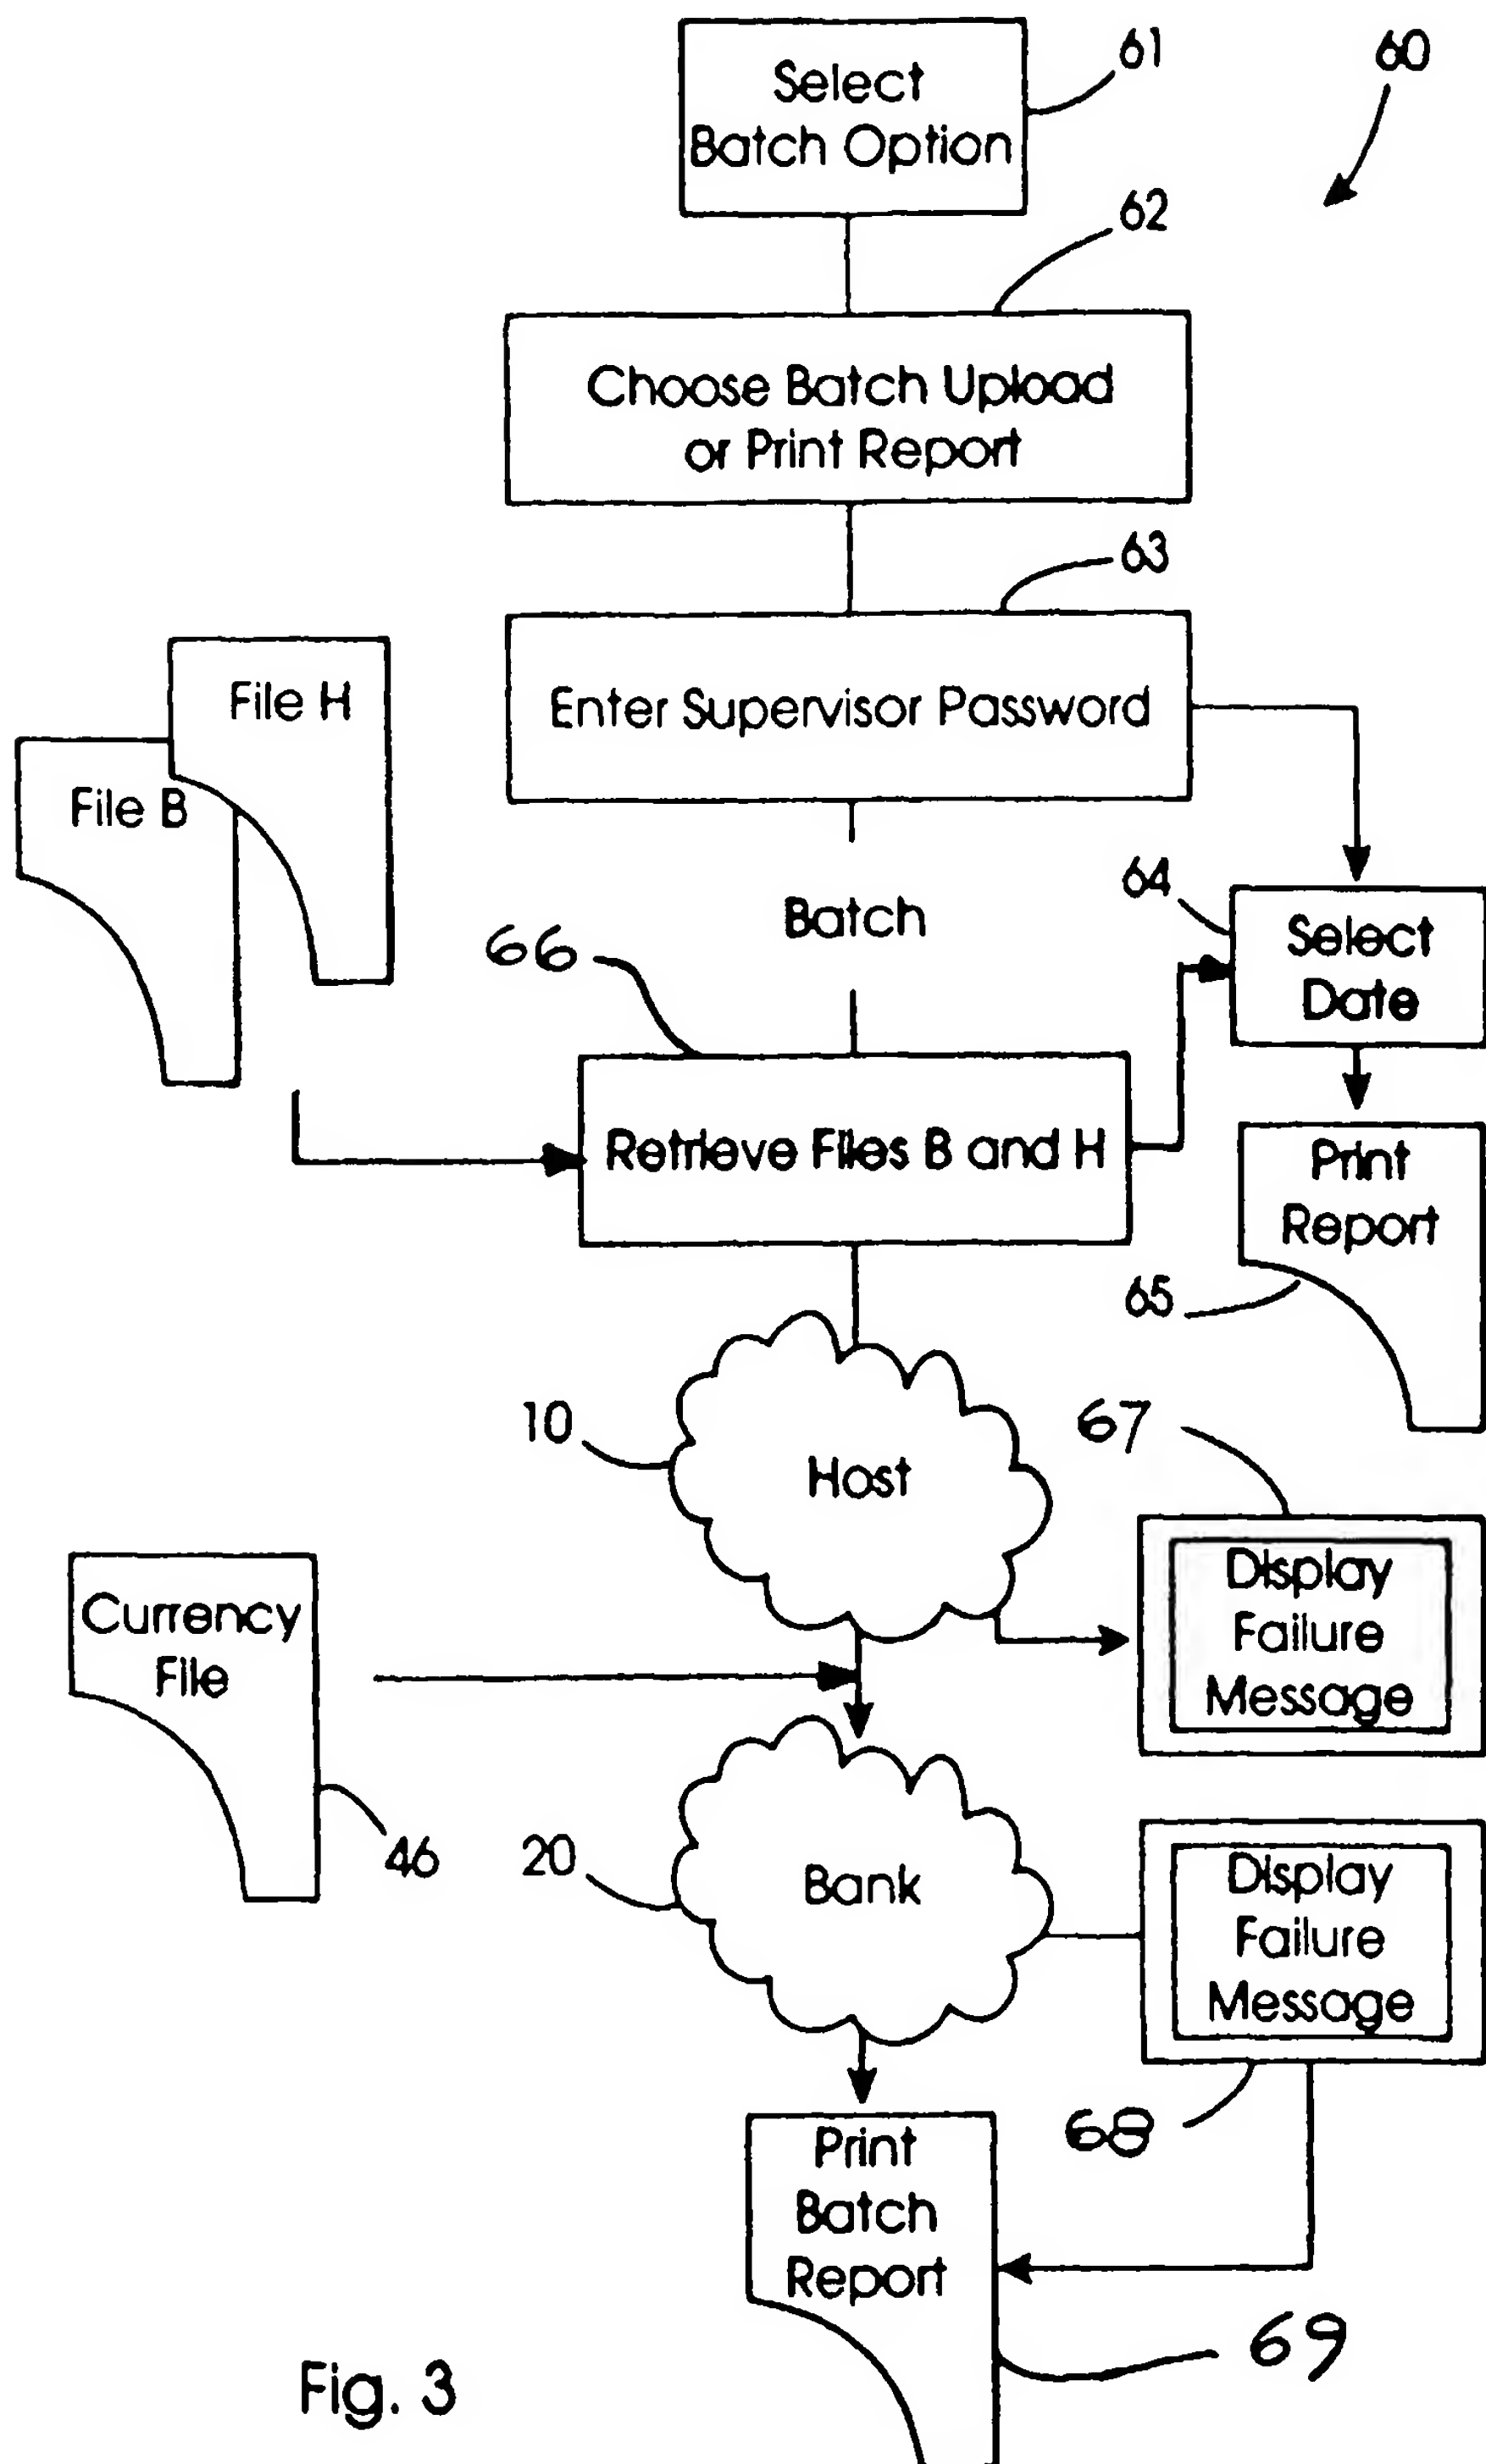 61
60
Select
Batch Option
62
Choose Batch Upload
or Print Report
63
Enter Supervisor Password
File H
File B
Batch
64
Select
Date
66
Retrieve Files B and H
Print
Report
65
10
Host
67
Display
Failure
Message
Currency
File
46
20
Bank
Display
Failure
Message
68
Print
Batch
Report
69
Fig. 3